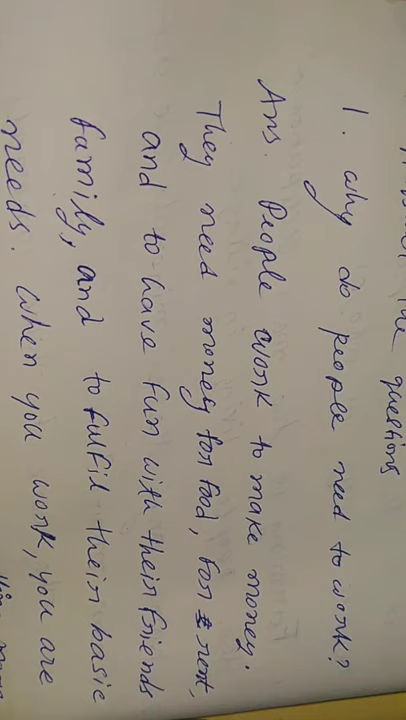 the questions
1. Why do people need to work?
Ans. People work to make money.
They need money for food, for rent,
and to have fun with their friends
family, and to fulfil their basic
needs. When you work, you are